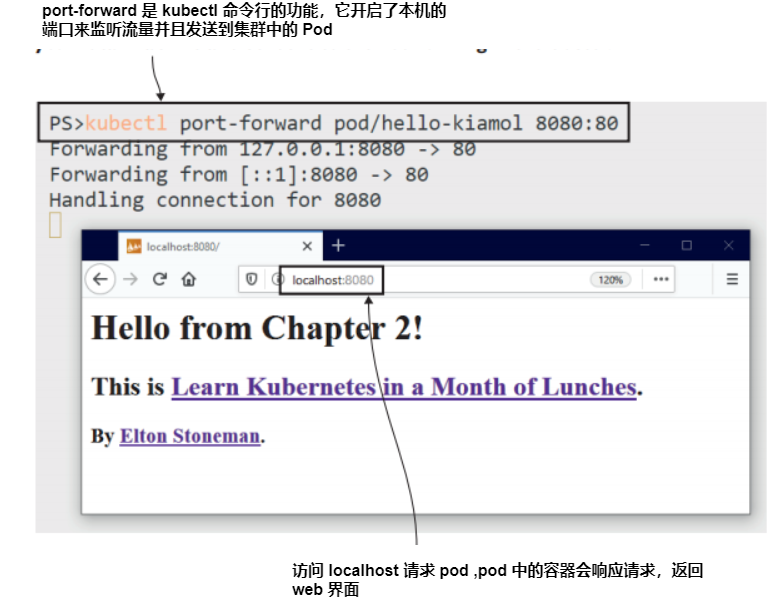 port-forward 是 kubectl 命令行的功能，它开启了本机的
端口来监听流量并且发送到集群中的 Pod
PS>kubectl port-forward pod/hello-kiamol 8080:80
Forwarding from 127.0.0.1:8080 -> 80
Forwarding from [::1]:8080 -> 80
Handling connection for 8080
localhost:8080/
localhost:8080
120%
Hello from Chapter 2!
This is Learn Kubernetes in a Month of Lunches.
By Elton Stoneman.
访问 localhost 请求 pod ,pod 中的容器会响应请求，返回
web 界面